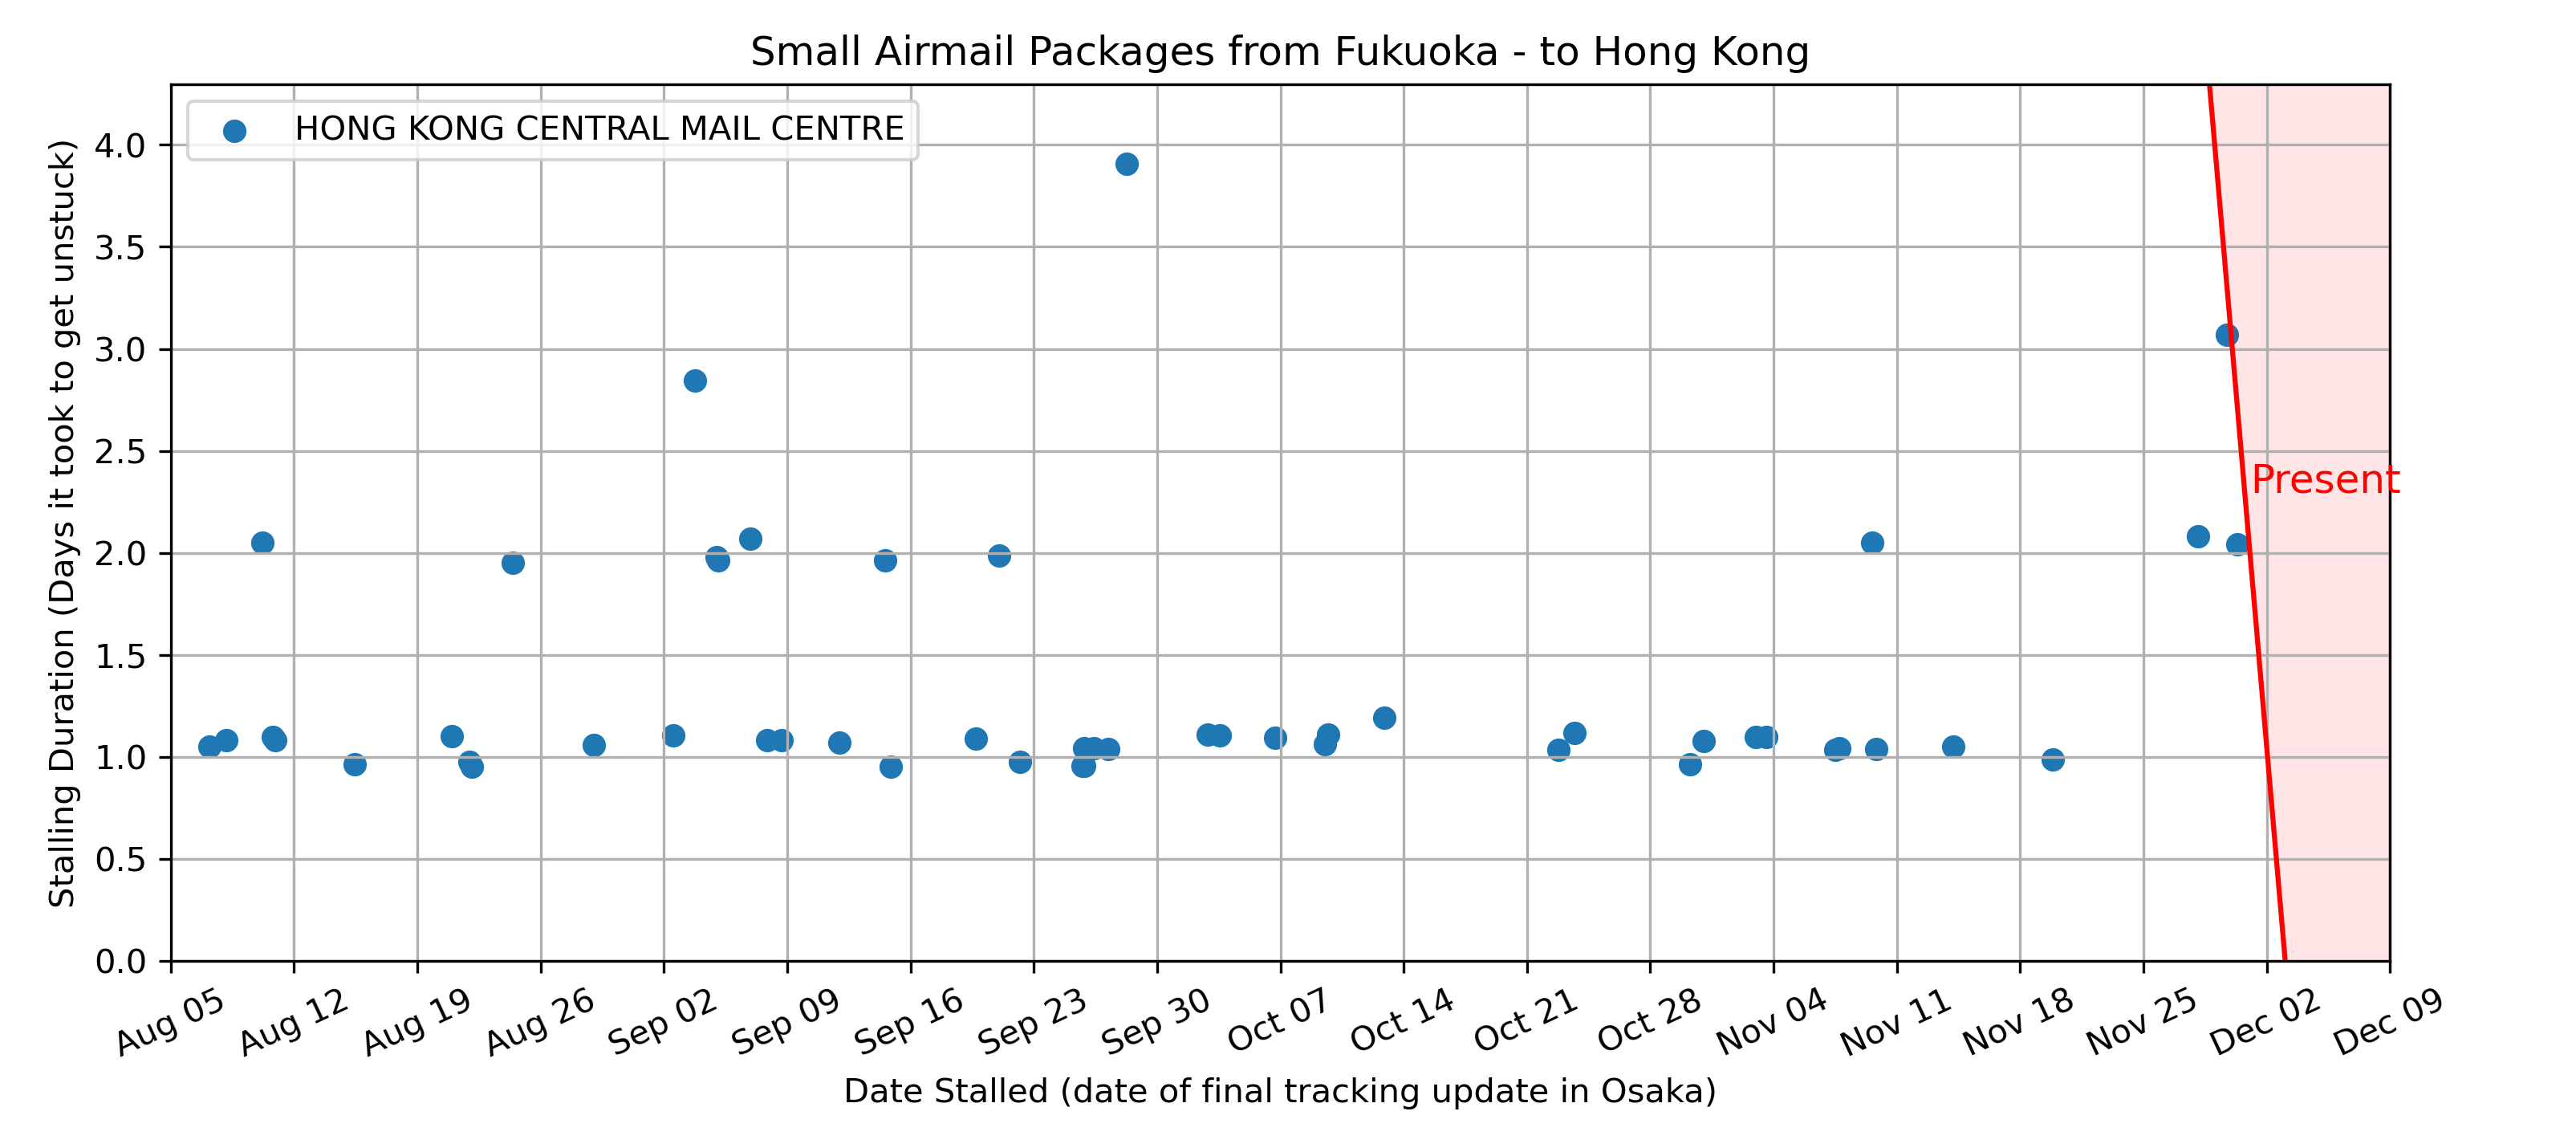 Small Airmail Packages from Fukuoka - to Hong Kong
HONG KONG CENTRAL MAIL CENTRE
Stalling Duration (Days it took to get unstuck)
4.0
3.5
3.0
2.5
2.0
1.5
1.0
0.5
0.0
Present
Aug 05
Aug 12
Aug 19
Aug 26
Sep 02
Sep 09
Sep 16
Sep 23
Sep 30
Oct 07
Oct 14
Oct 21
Oct 28
Nov 04
Nov 11
Nov 18
Nov 25
Dec 02
Dec 09
Date Stalled (date of final tracking update in Osaka)